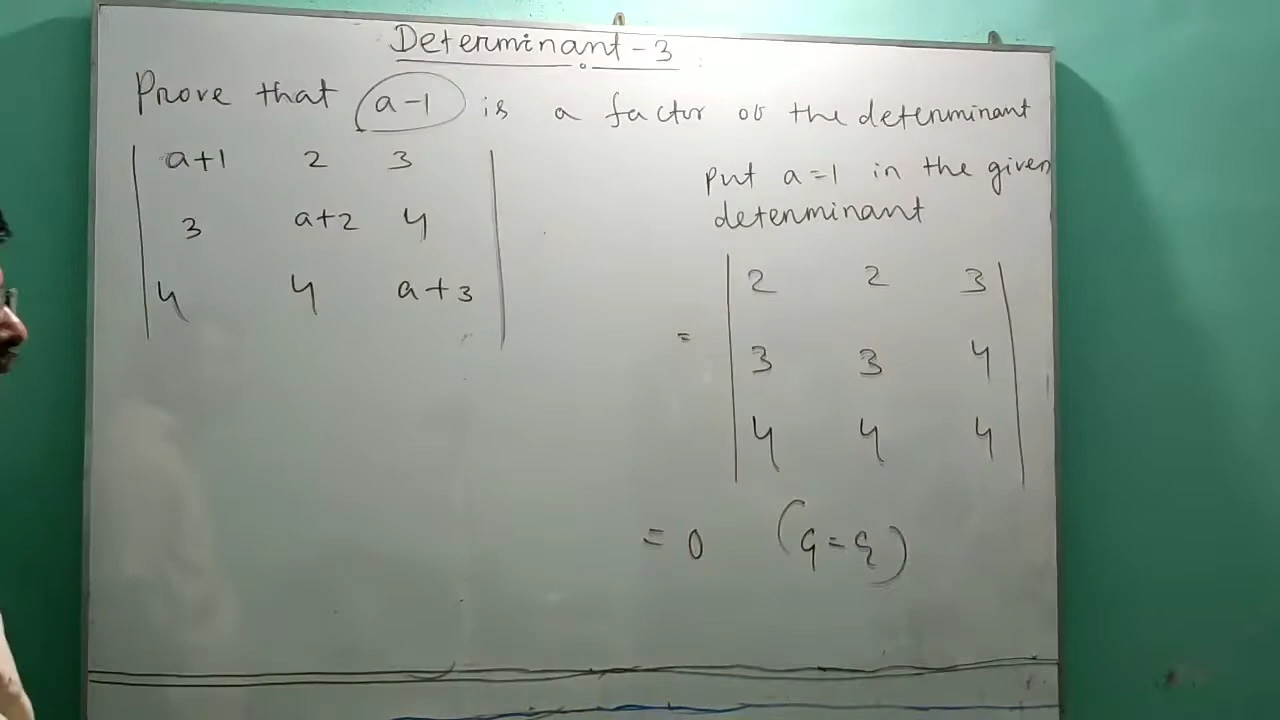 Determinant - 3
Prove that a-1 is a factor of the determinant
a+1 2 3
3 a+2 4
4 4 a+3
put a=1 in the given
determinant
2 2 3
= 3 3 4
4 4 4
= 0 (C₁=C₂)